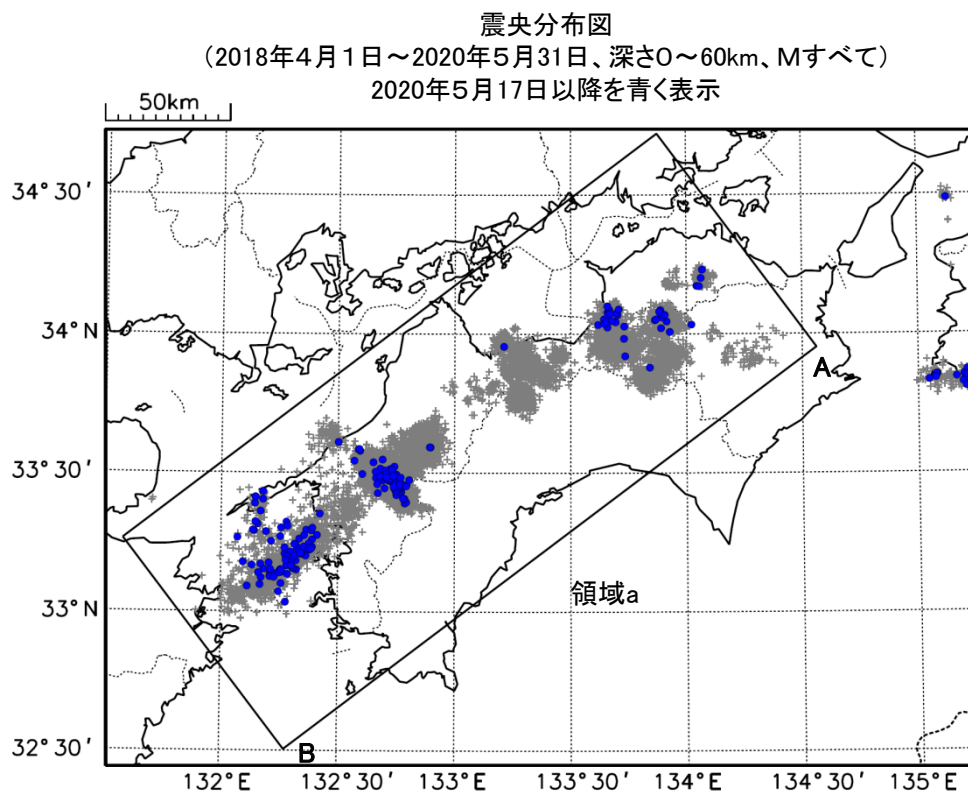 震央分布図
（2018年４月１日～2020年５月31日、深さ０～60km、Ｍすべて）
2020年５月17日以降を青く表示
50km
34°30′
34°N
33°30′
33°N
32°30′
A
領域a
B
132°E
132°30′
133°E
133°30′
134°E
134°30′
135°E